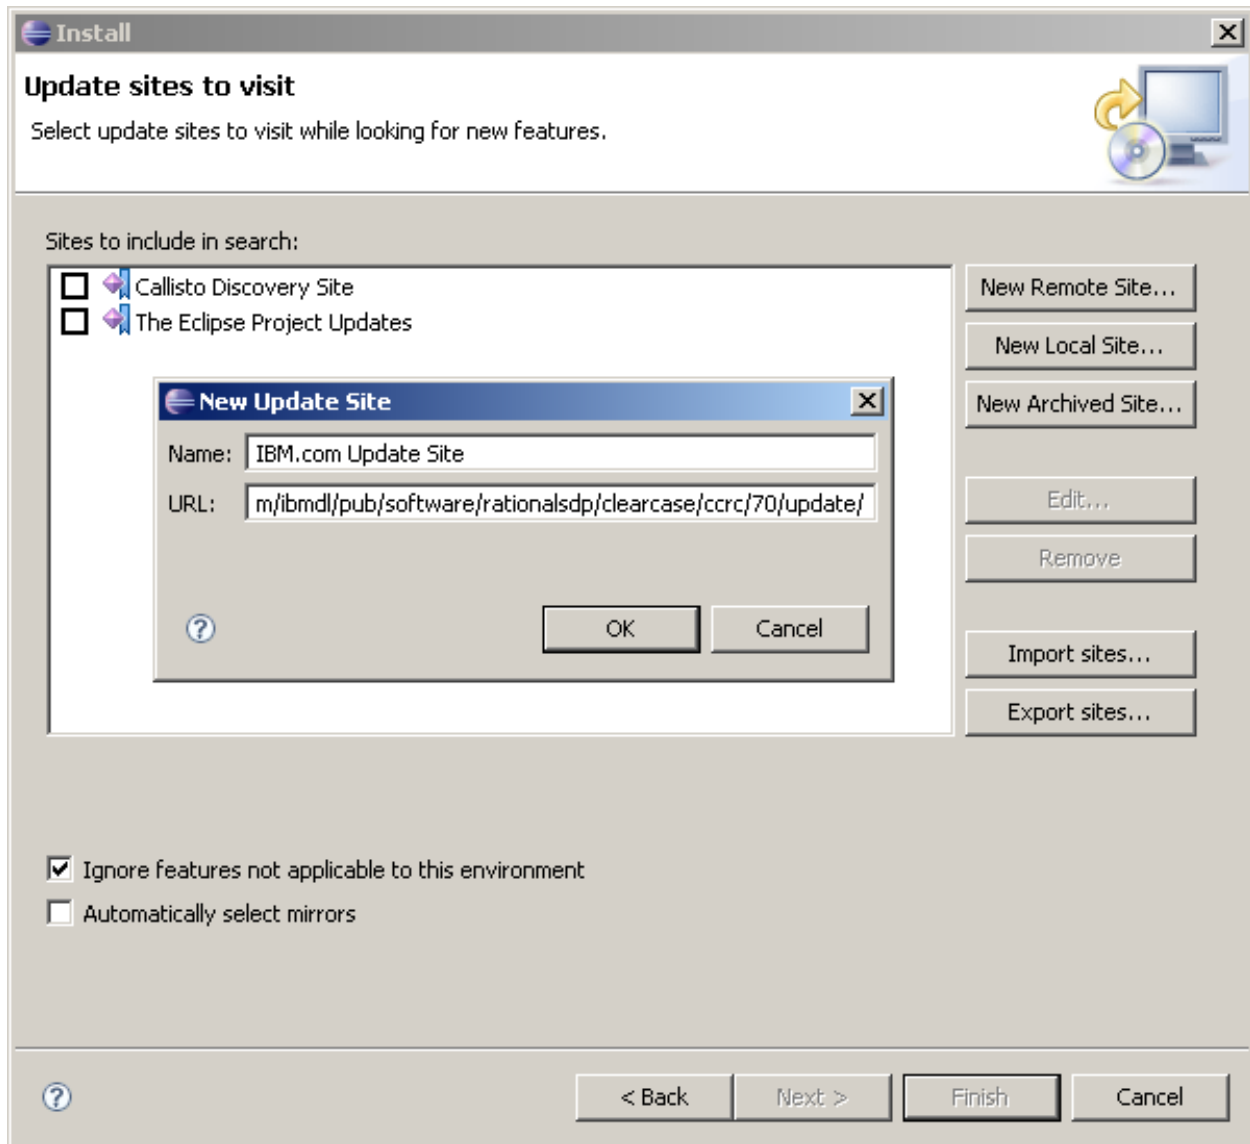 Install
Update sites to visit
Select update sites to visit while looking for new features.
Sites to include in search:
Callisto Discovery Site
The Eclipse Project Updates
New Remote Site...
New Local Site...
New Archived Site...
Edit...
Remove
Import sites...
Export sites...
New Update Site
Name: IBM.com Update Site
URL: m/ibmdl/pub/software/rationalsdp/clearcase/ccrc/70/update/
OK Cancel
Ignore features not applicable to this environment
Automatically select mirrors
< Back Next > Finish Cancel